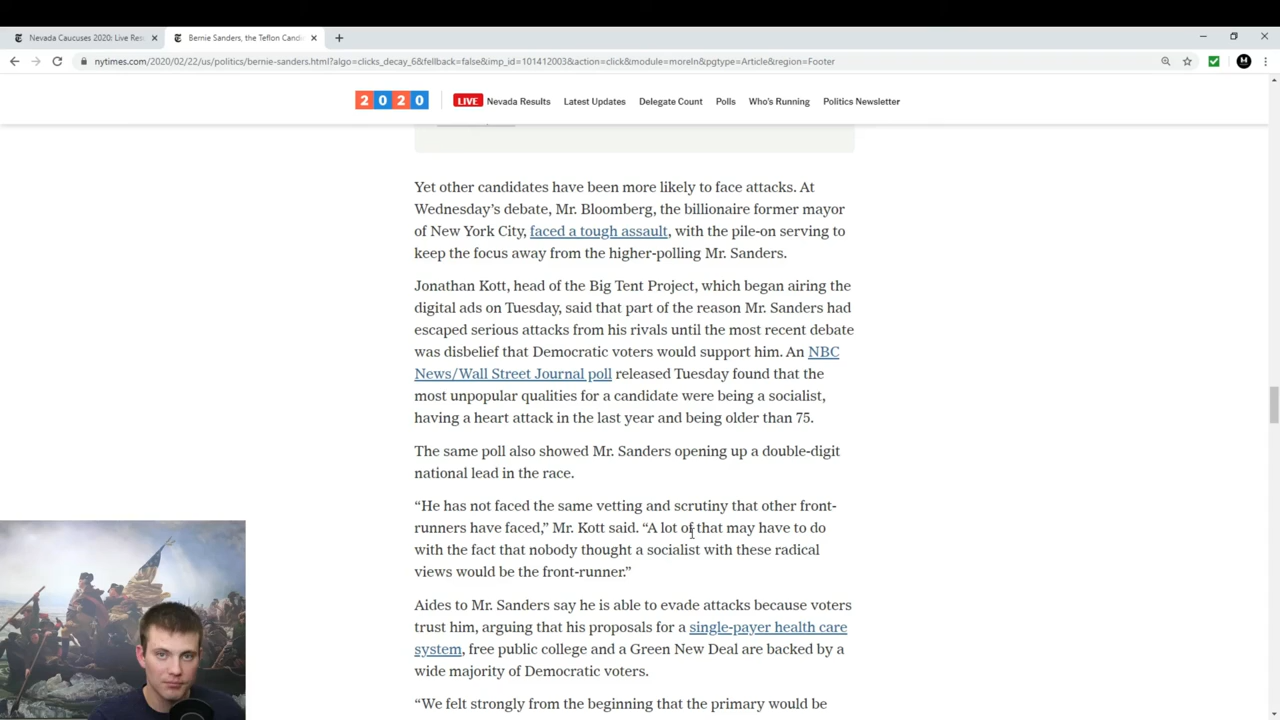 Nevada Caucuses 2020: Live Res
Bernie Sanders, the Teflon Candi
nytimes.com/2020/02/22/us/politics/bernie-sanders.html?algo=clicks_decay_6&fellback=false&imp_id=101412003&action=click&module=moreIn&pgtype=Article&region=Footer
2020 LIVE Nevada Results Latest Updates Delegate Count Polls Who's Running Politics Newsletter
Yet other candidates have been more likely to face attacks. At
Wednesday’s debate, Mr. Bloomberg, the billionaire former mayor
of New York City, faced a tough assault, with the pile-on serving to
keep the focus away from the higher-polling Mr. Sanders.
Jonathan Kott, head of the Big Tent Project, which began airing the
digital ads on Tuesday, said that part of the reason Mr. Sanders had
escaped serious attacks from his rivals until the most recent debate
was disbelief that Democratic voters would support him. An NBC
News/Wall Street Journal poll released Tuesday found that the
most unpopular qualities for a candidate were being a socialist,
having a heart attack in the last year and being older than 75.
The same poll also showed Mr. Sanders opening up a double-digit
national lead in the race.
“He has not faced the same vetting and scrutiny that other front-
runners have faced,” Mr. Kott said. “A lot of that may have to do
with the fact that nobody thought a socialist with these radical
views would be the front-runner.”
Aides to Mr. Sanders say he is able to evade attacks because voters
trust him, arguing that his proposals for a single-payer health care
system, free public college and a Green New Deal are backed by a
wide majority of Democratic voters.
“We felt strongly from the beginning that the primary would be